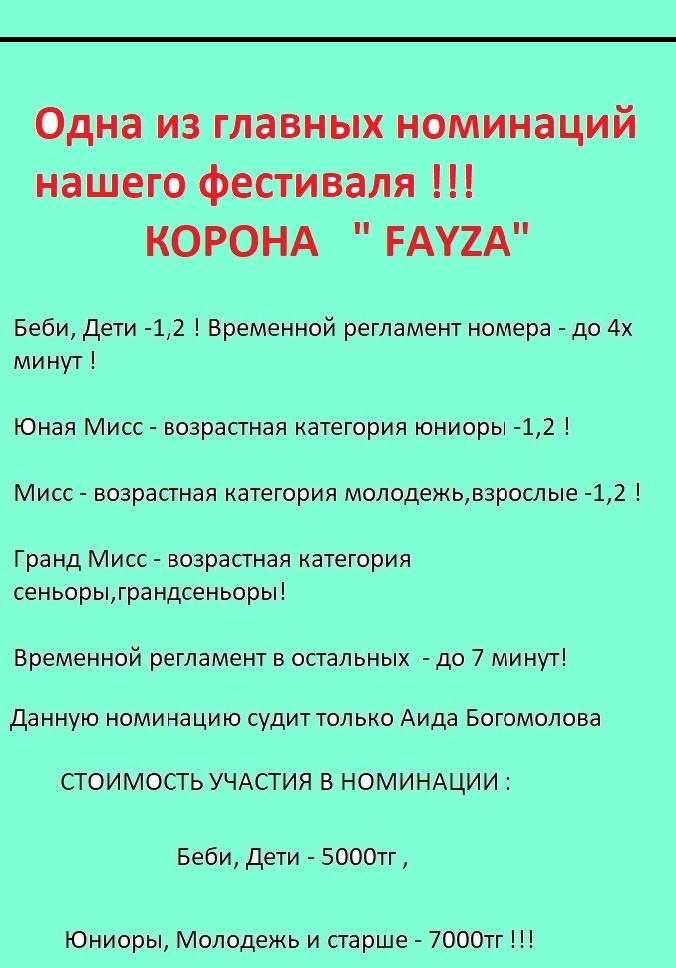 Одна из главных номинаций
нашего фестиваля !!!
КОРОНА " FAYZA"
Беби, Дети -1,2 ! Временной регламент номера - до 4х
минут !
Юная Мисс - возрастная категория юниоры -1,2 !
Мисс - возрастная категория молодежь,взрослые -1,2 !
Гранд Мисс - возрастная категория
сеньоры,грандсеньоры!
Временной регламент в остальных - до 7 минут!
Данную номинацию судит только Аида Богомолова
СТОИМОСТЬ УЧАСТИЯ В НОМИНАЦИИ :
Беби, Дети - 5000тг ,
Юниоры, Молодежь и старше - 7000тг !!!